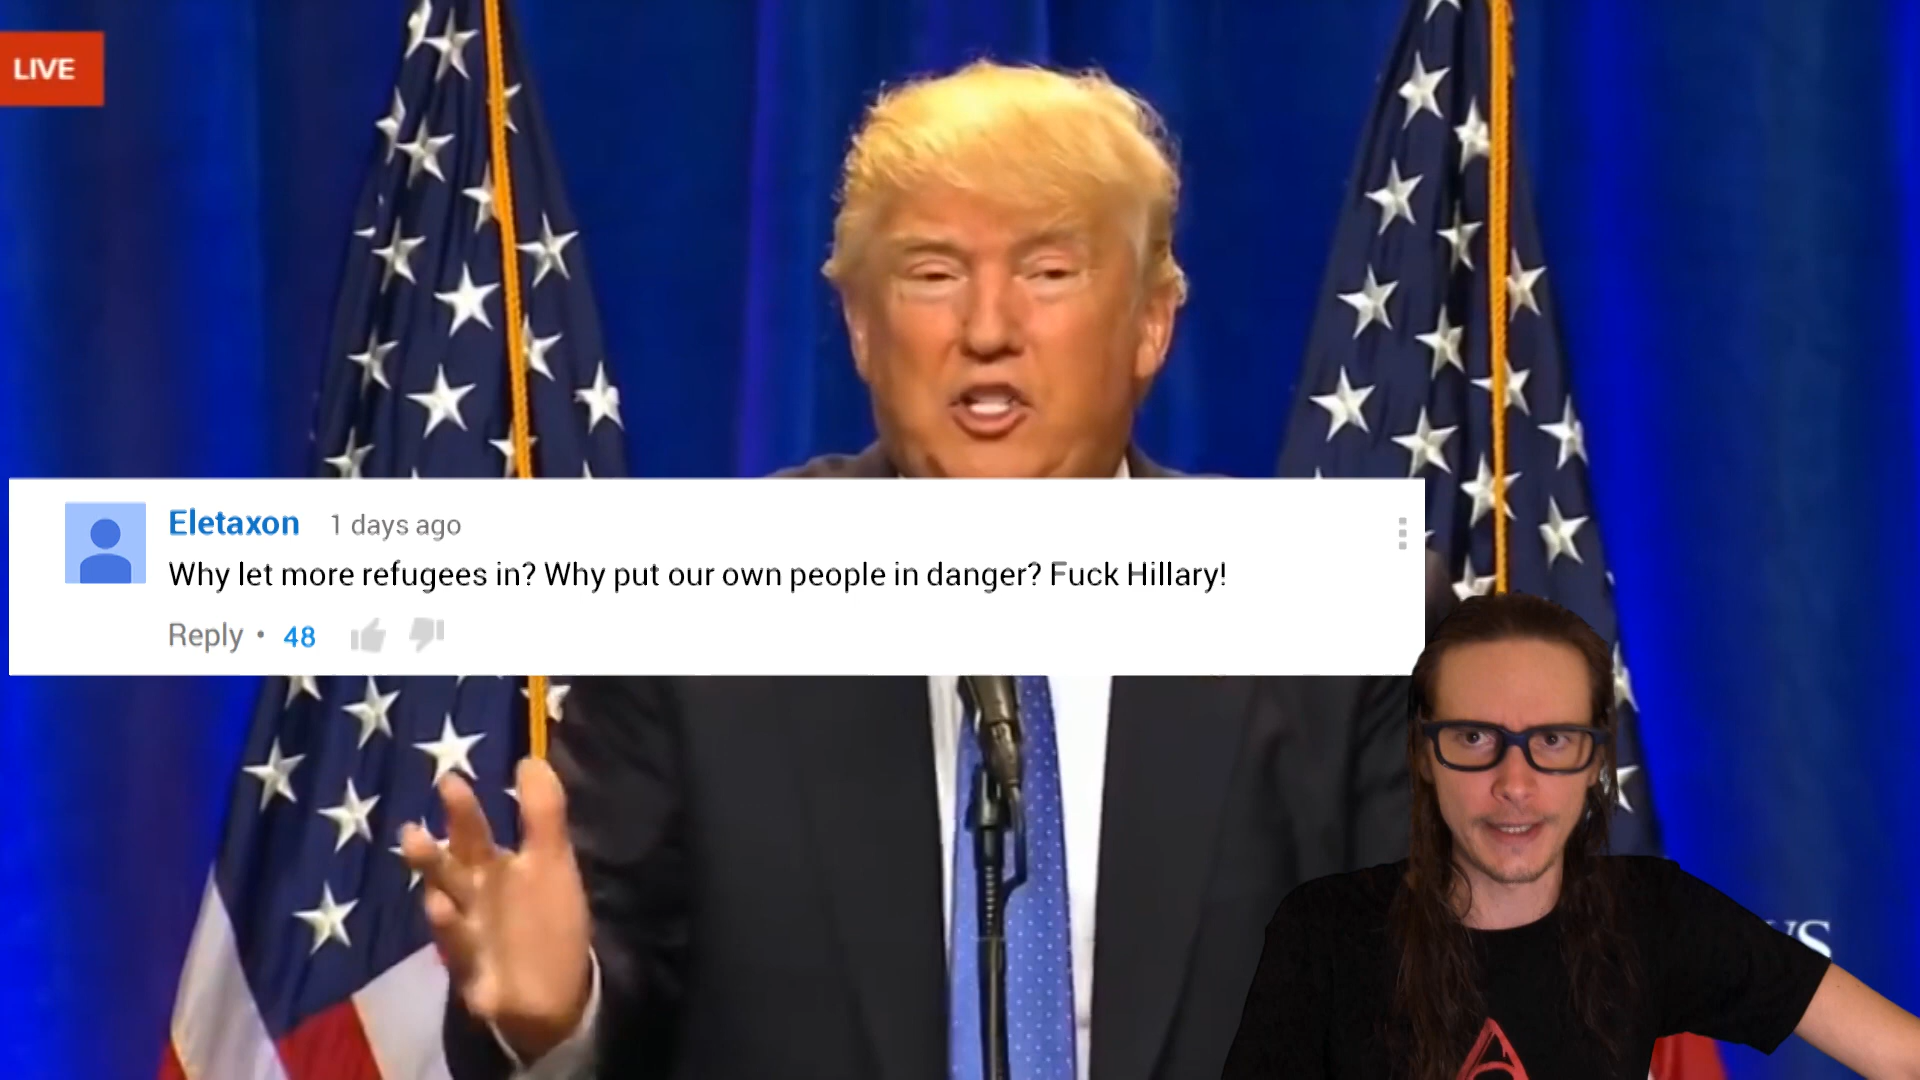 LIVE
Eletaxon 1 days ago
Why let more refugees in? Why put our own people in danger? Fuck Hillary!
Reply • 48